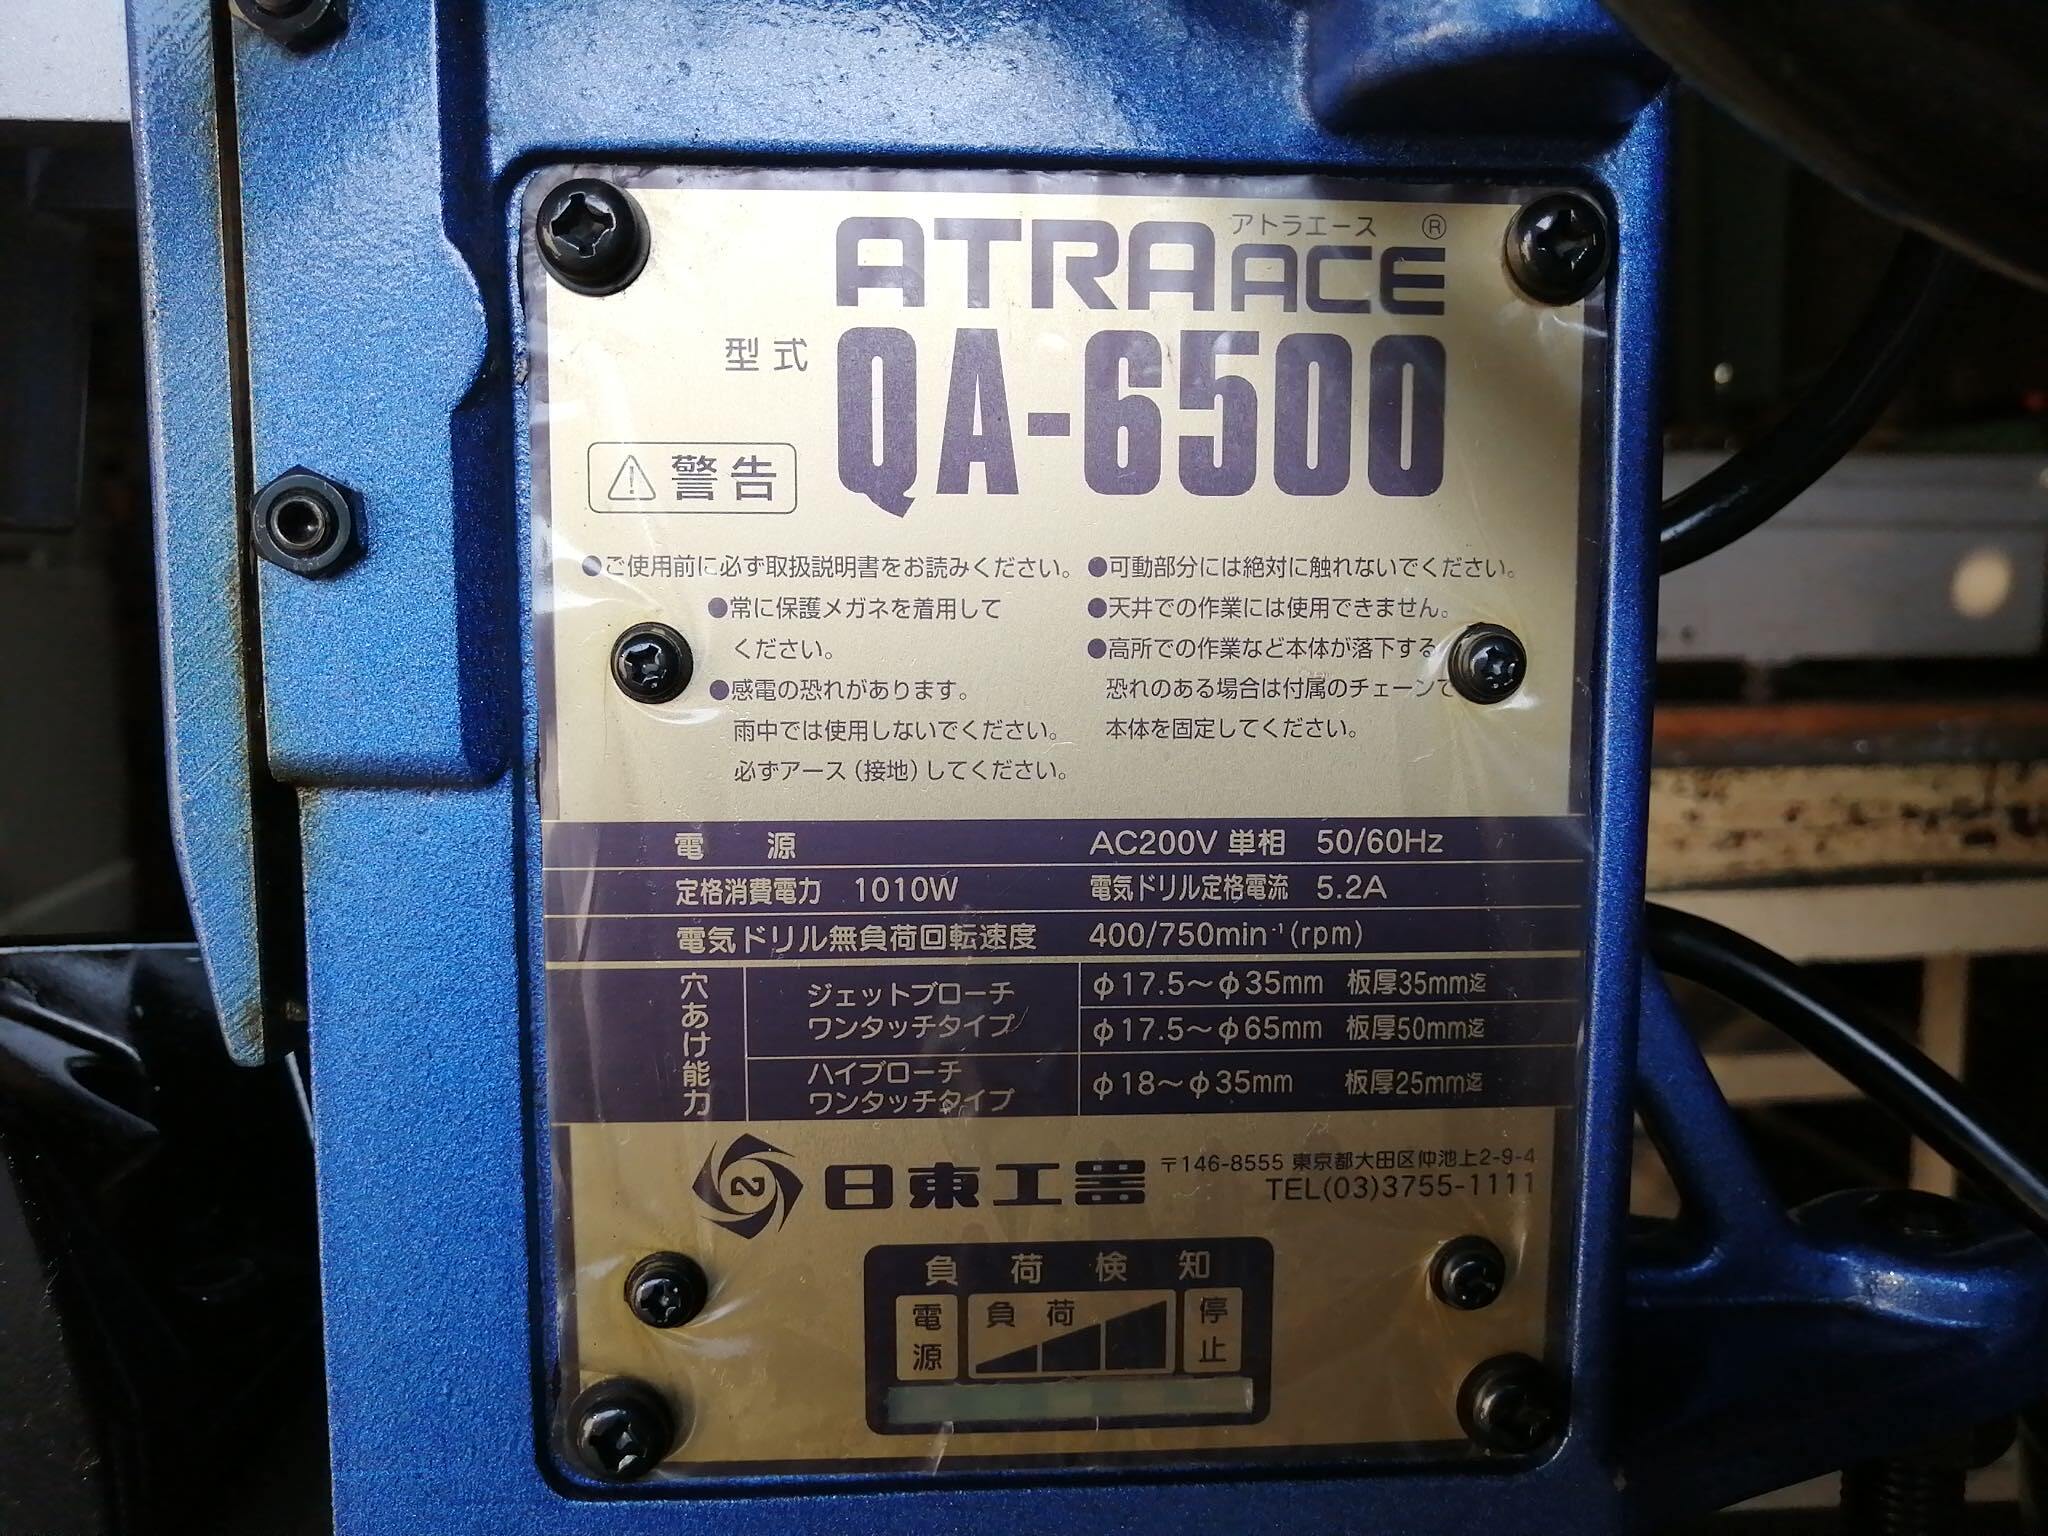 アトラエース ®
ATRA ACE
型式 QA-6500
⚠ 警告
●ご使用前に必ず取扱説明書をお読みください。
●常に保護メガネを着用して
ください。
●感電の恐れがあります。
雨中では使用しないでください。
必ずアース(接地)してください。
●可動部分には絶対に触れないでください。
●天井での作業には使用できません。
●高所での作業など本体が落下する
恐れのある場合は付属のチェーンで
本体を固定してください。
電源 AC200V 単相 50/60Hz
定格消費電力 1010W 電気ドリル定格電流 5.2A
電気ドリル無負荷回転速度 400/750min⁻¹(rpm)
穴あけ能力
ジェットブローチ
ワンタッチタイプ
φ17.5~φ35mm 板厚35mm迄
φ17.5~φ65mm 板厚50mm迄
ハイブローチ
ワンタッチタイプ
φ18~φ35mm 板厚25mm迄
日東工器
〒146-8555 東京都大田区仲池上2-9-4
TEL(03)3755-1111
負荷検知
電源 負荷 停止